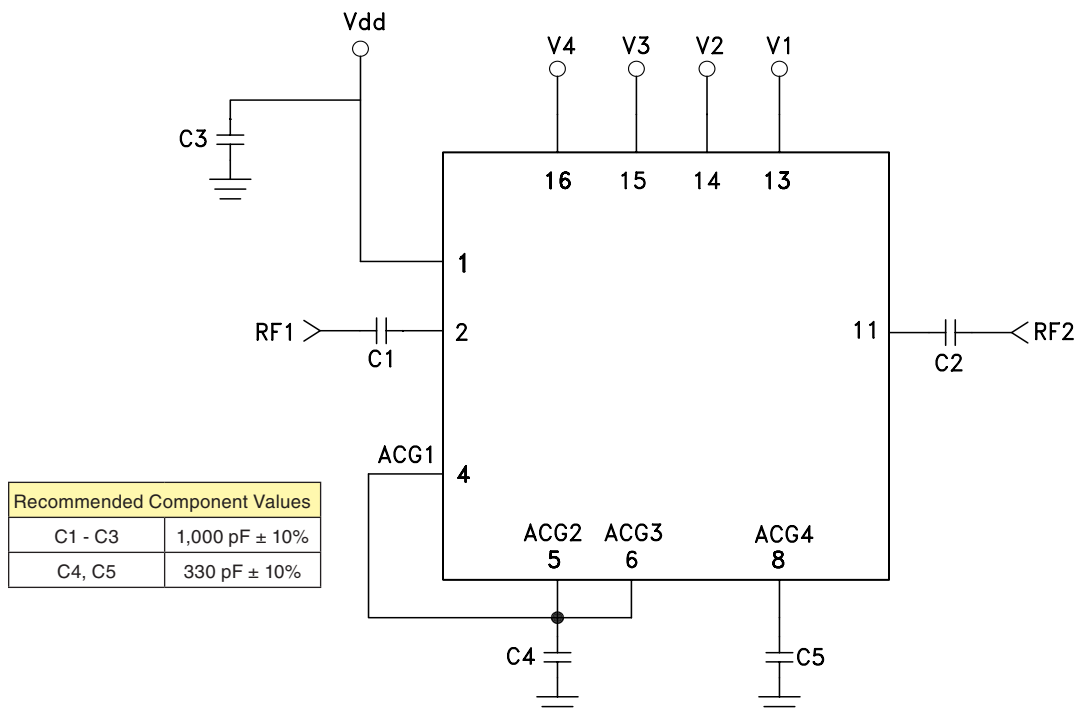 Vdd
V4 V3 V2 V1
C3
16 15 14 13
1
RF1
C1
2
11
C2
RF2
ACG1
4
Recommended Component Values
C1 - C3 1,000 pF ± 10%
C4, C5 330 pF ± 10%
ACG2 ACG3 ACG4
5 6 8
C4
C5